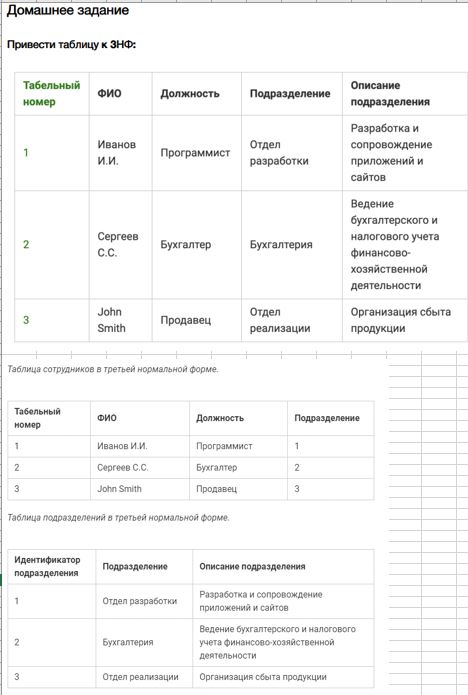 Домашнее задание
Привести таблицу к 3НФ:
Табельный
номер
ФИО
Должность
Подразделение
Описание
подразделения
1
Иванов
И.И.
Программист
Отдел
разработки
Разработка и
сопровождение
приложений и
сайтов
2
Сергеев
С.С.
Бухгалтер
Бухгалтерия
Ведение
бухгалтерского и
налогового учета
финансово-
хозяйственной
деятельности
3
John
Smith
Продавец
Отдел
реализации
Организация сбыта
продукции
Таблица сотрудников в третьей нормальной форме.
Табельный
номер
ФИО
Должность
Подразделение
1
Иванов И.И.
Программист
1
2
Сергеев С.С.
Бухгалтер
2
3
John Smith
Продавец
3
Таблица подразделений в третьей нормальной форме.
Идентификатор
подразделения
Подразделение
Описание подразделения
1
Отдел разработки
Разработка и сопровождение
приложений и сайтов
2
Бухгалтерия
Ведение бухгалтерского и налогового
учета финансово-хозяйственной
деятельности
3
Отдел реализации
Организация сбыта продукции